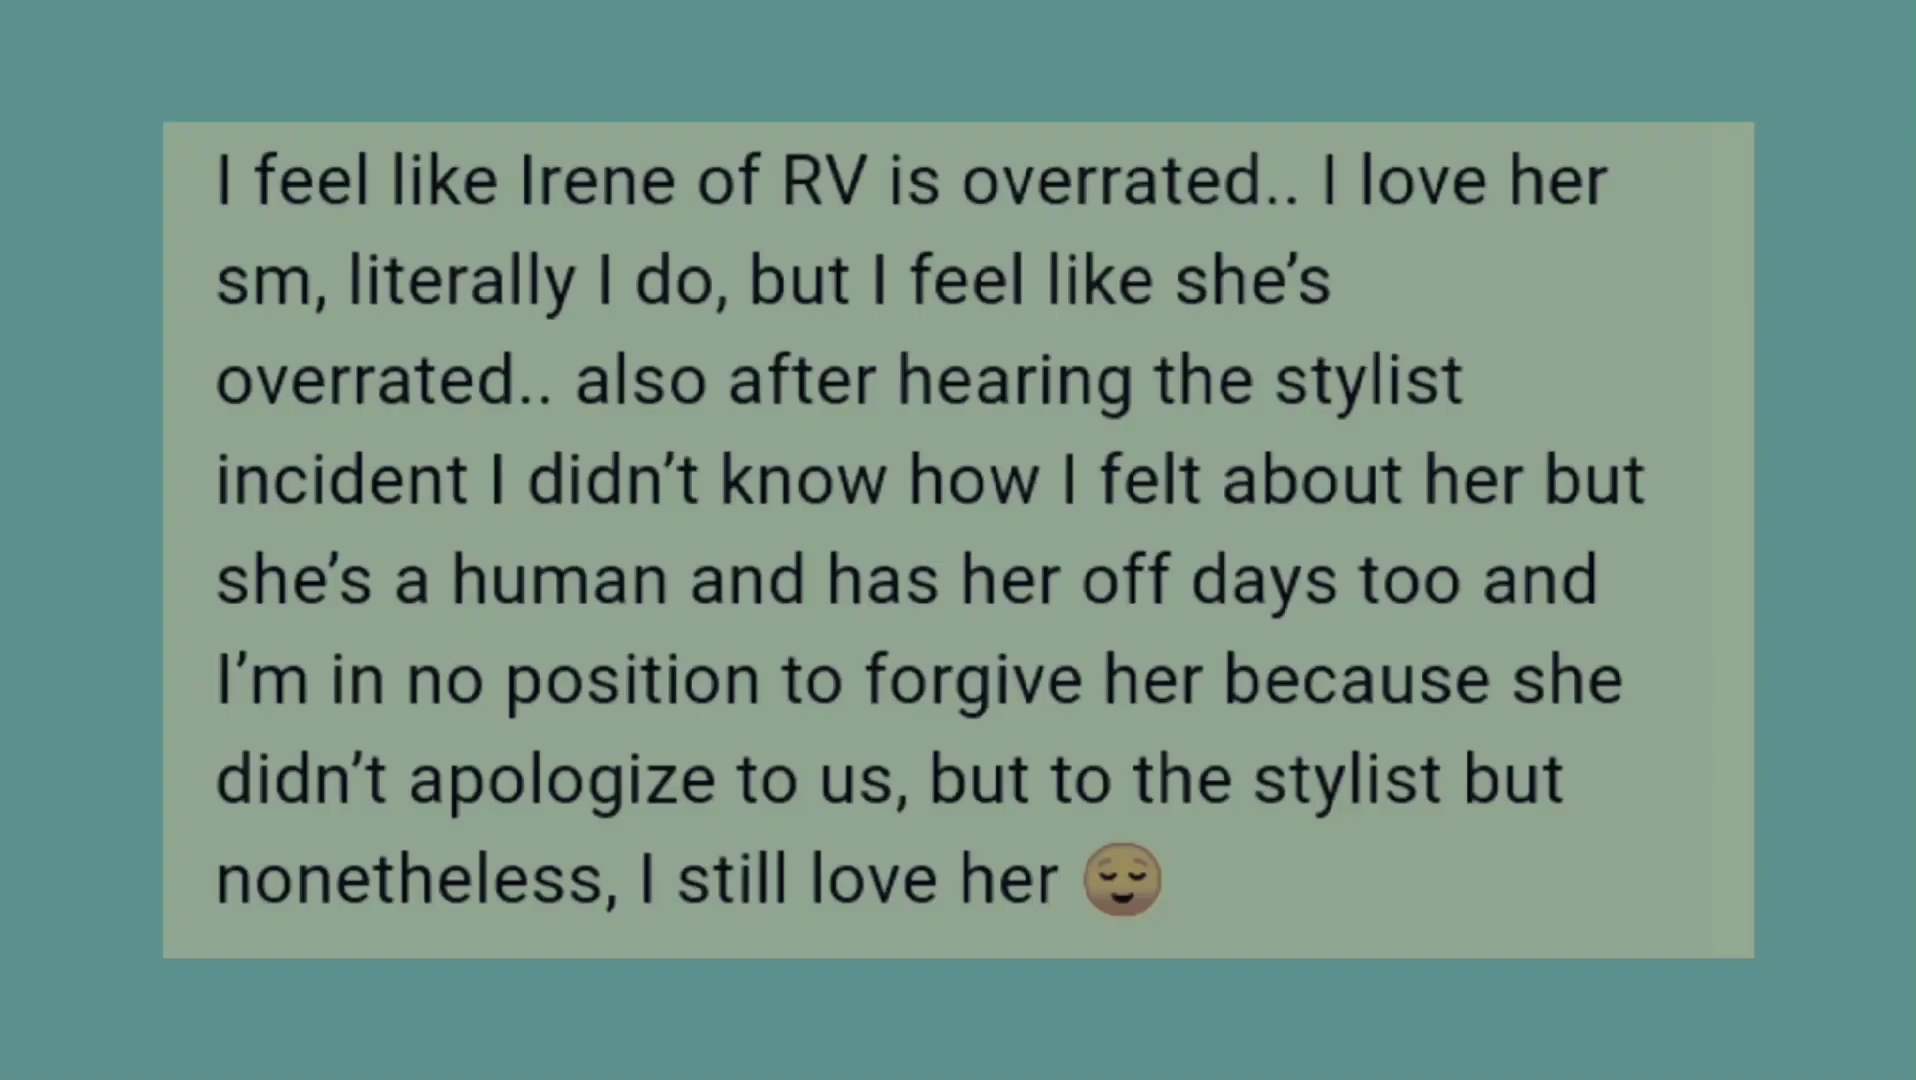 I feel like Irene of RV is overrated.. I love her
sm, literally I do, but I feel like she’s
overrated.. also after hearing the stylist
incident I didn’t know how I felt about her but
she’s a human and has her off days too and
I’m in no position to forgive her because she
didn’t apologize to us, but to the stylist but
nonetheless, I still love her 😌